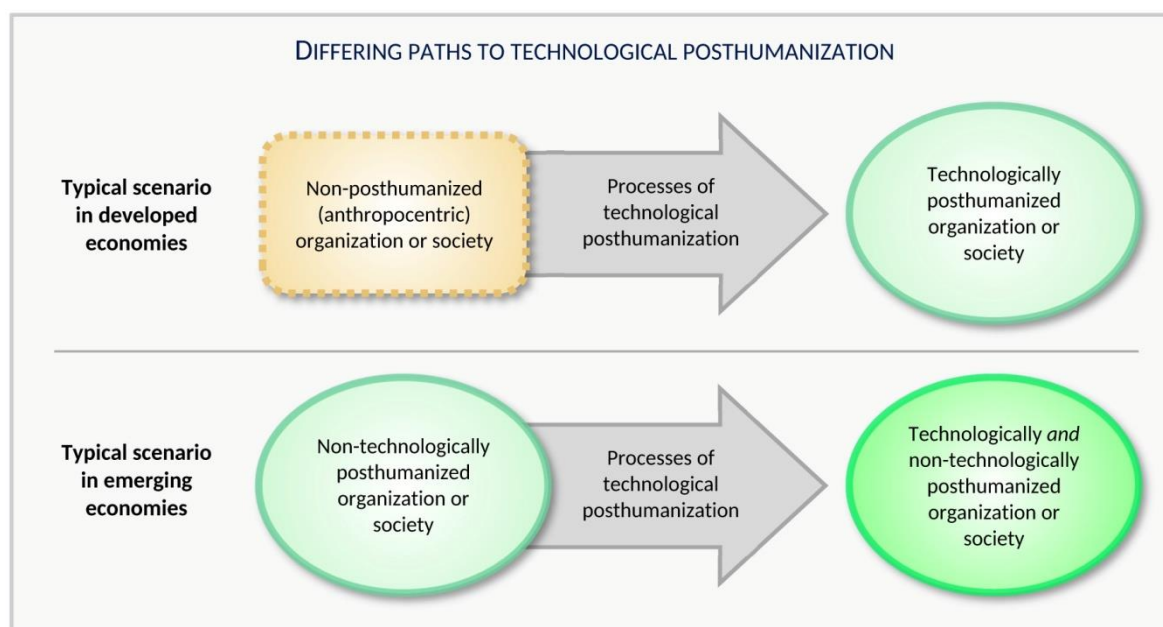 DIFFERING PATHS TO TECHNOLOGICAL POSTHUMANIZATION
Typical scenario
in developed
economies
Non-posthumanized
(anthropocentric)
organization or society
Processes of
technological
posthumanization
Technologically
posthumanized
organization or
society
Typical scenario
in emerging
economies
Non-technologically
posthumanized
organization or
society
Processes of
technological
posthumanization
Technologically and
non-technologically
posthumanized
organization or
society